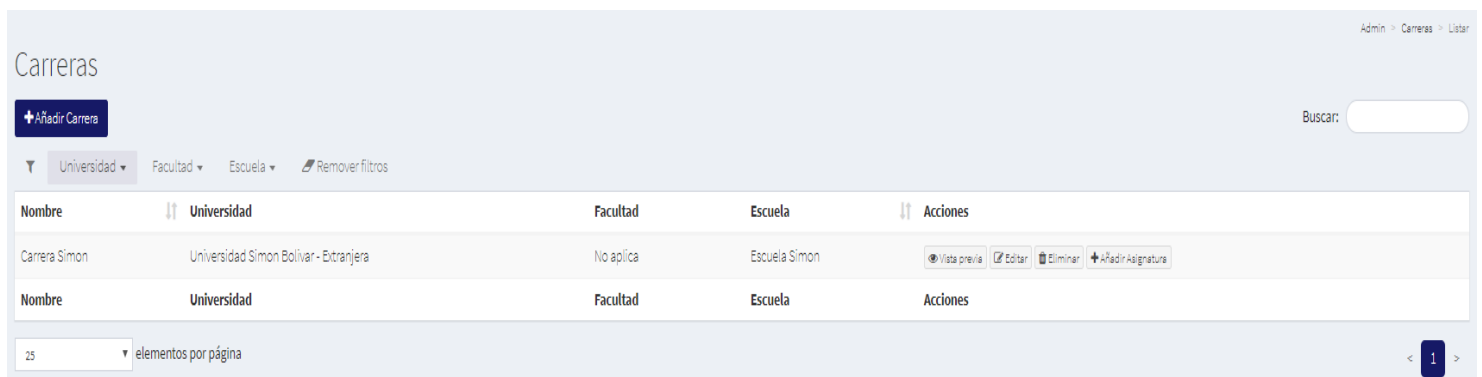 Admin > Carreras > Listar
Carreras
Añadir Carrera
Buscar:
Universidad Facultad Escuela Remover filtros
Nombre Universidad Facultad Escuela Acciones
Carrera Simon Universidad Simon Bolivar - Extranjera No aplica Escuela Simon Vista previa Editar Eliminar Añadir Asignatura
Nombre Universidad Facultad Escuela Acciones
25 elementos por página < 1 >